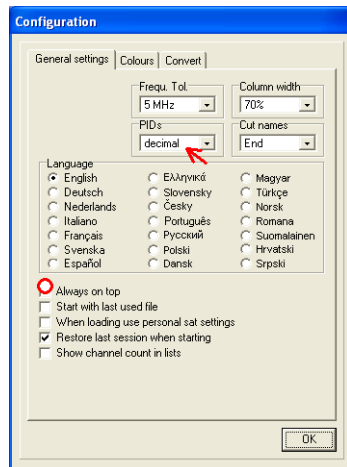 Configuration
General settings Colours Convert
Frequ. Tol. Column width
5 MHz 70%
PIDs Cut names
decimal End
Language
English Ελληνικά Magyar
Deutsch Slovensky Türkçe
Nederlands Česky Norsk
Italiano Português Romana
Français Русский Suomalainen
Svenska Polski Hrvatski
Español Dansk Srpski
Always on top
Start with last used file
When loading use personal sat settings
Restore last session when starting
Show channel count in lists
OK